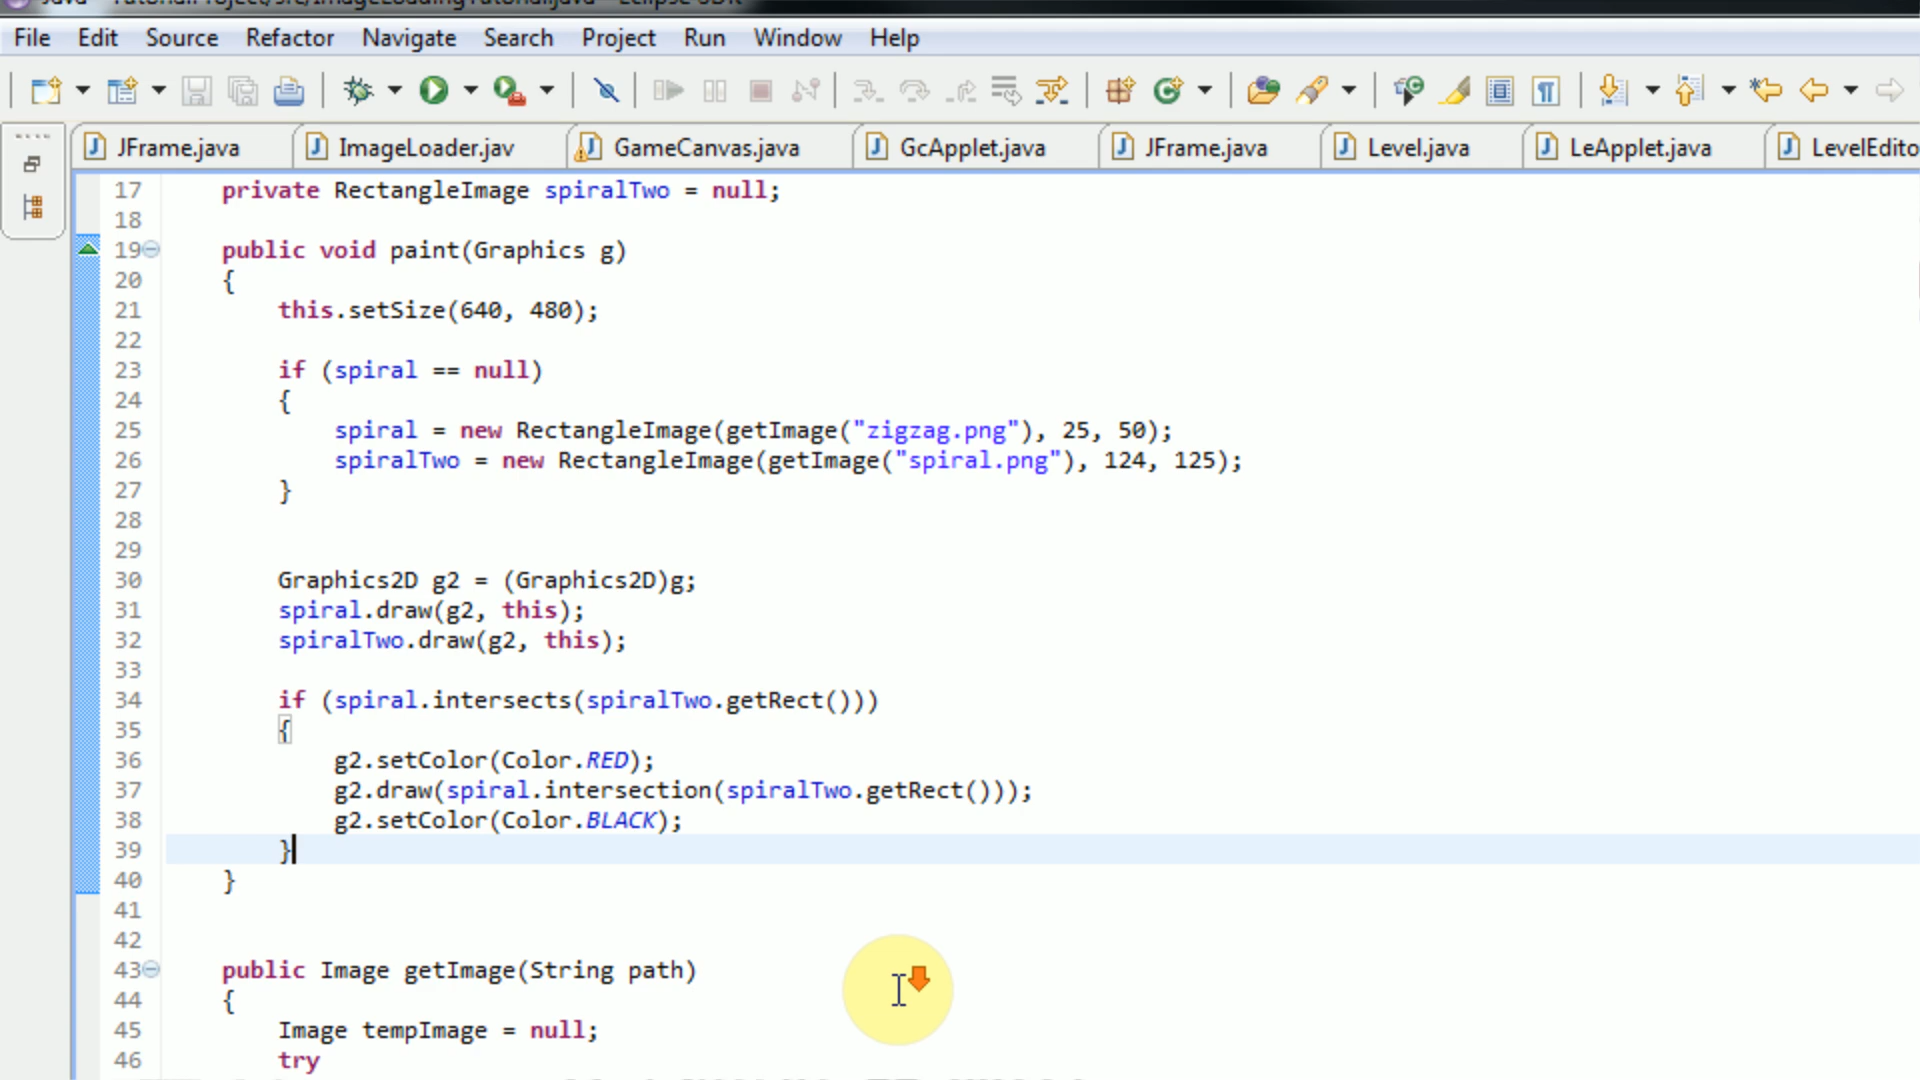 File Edit Source Refactor Navigate Search Project Run Window Help
JFrame.java ImageLoader.jav GameCanvas.java GcApplet.java JFrame.java Level.java LeApplet.java LevelEdito
17 private RectangleImage spiralTwo = null;
18
19 public void paint(Graphics g)
20 {
21 this.setSize(640, 480);
22
23 if (spiral == null)
24 {
25 spiral = new RectangleImage(getImage("zigzag.png"), 25, 50);
26 spiralTwo = new RectangleImage(getImage("spiral.png"), 124, 125);
27 }
28
29
30 Graphics2D g2 = (Graphics2D)g;
31 spiral.draw(g2, this);
32 spiralTwo.draw(g2, this);
33
34 if (spiral.intersects(spiralTwo.getRect()))
35 {
36 g2.setColor(Color.RED);
37 g2.draw(spiral.intersection(spiralTwo.getRect()));
38 g2.setColor(Color.BLACK);
39 }
40 }
41
42
43 public Image getImage(String path)
44 {
45 Image tempImage = null;
46 try